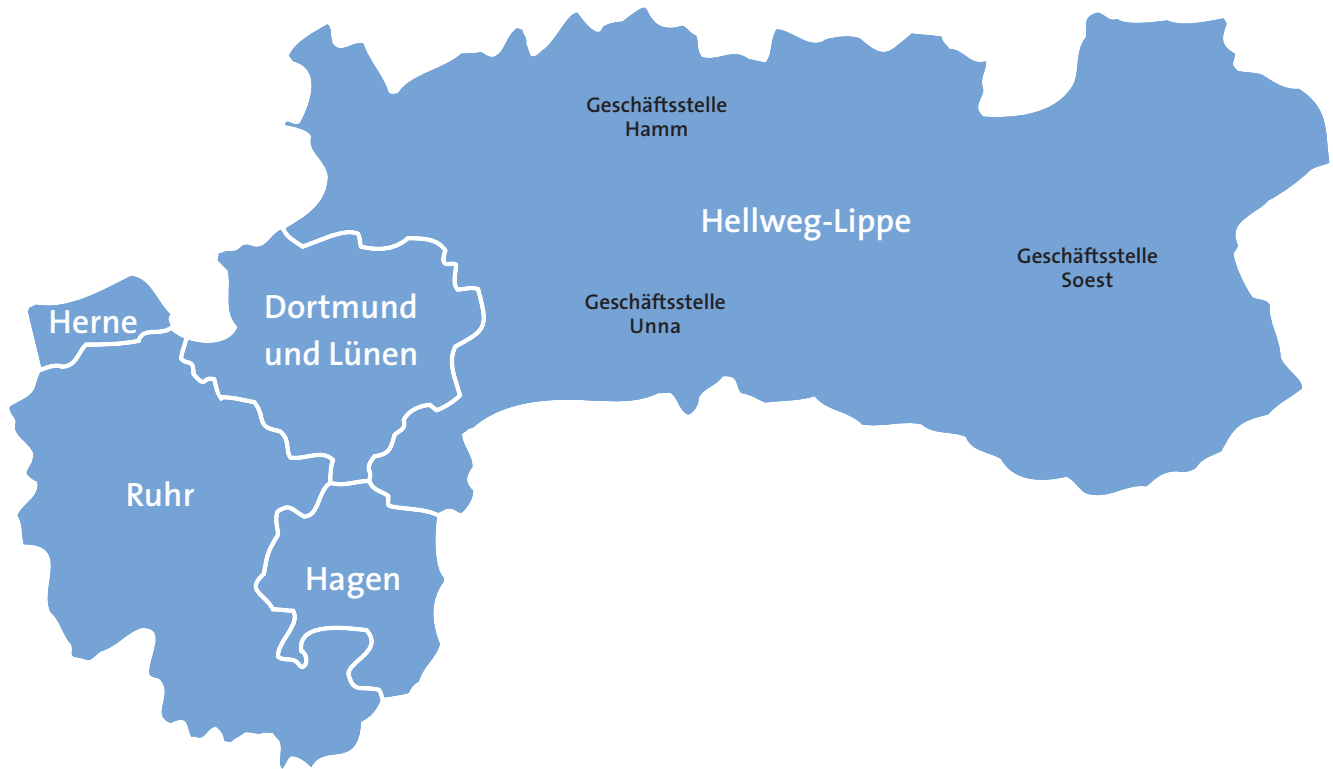 Geschäftsstelle
Hamm
Hellweg-Lippe
Geschäftsstelle
Soest
Geschäftsstelle
Unna
Dortmund
und Lünen
Herne
Ruhr
Hagen